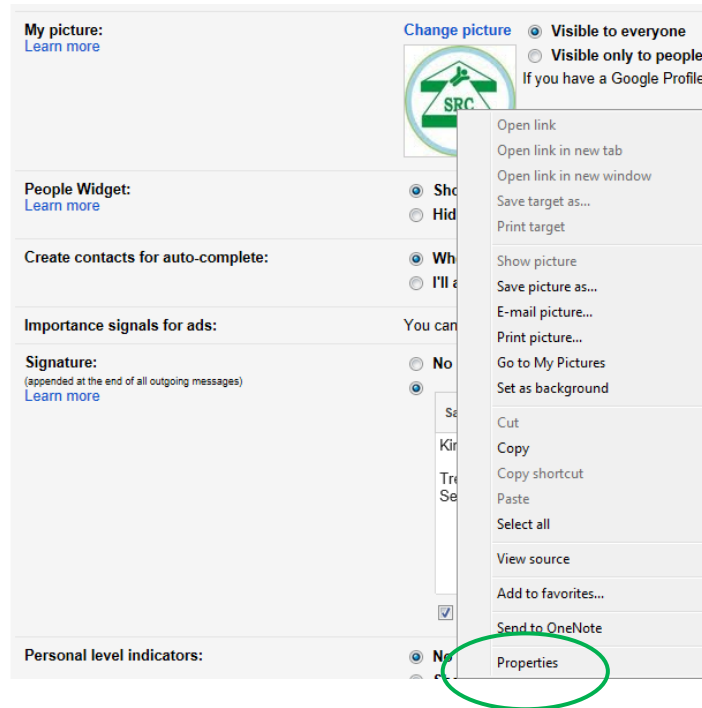 My picture:
Learn more
Change picture
Visible to everyone
Visible only to people
If you have a Google Profile
SRC
People Widget:
Learn more
Create contacts for auto-complete:
Importance signals for ads:
You can
Signature:
(appended at the end of all outgoing messages)
Learn more
No
Personal level indicators:
No
Open link
Open link in new tab
Open link in new window
Save target as...
Print target
Show picture
Save picture as...
E-mail picture...
Print picture...
Go to My Pictures
Set as background
Cut
Copy
Copy shortcut
Paste
Select all
View source
Add to favorites...
Send to OneNote
Properties